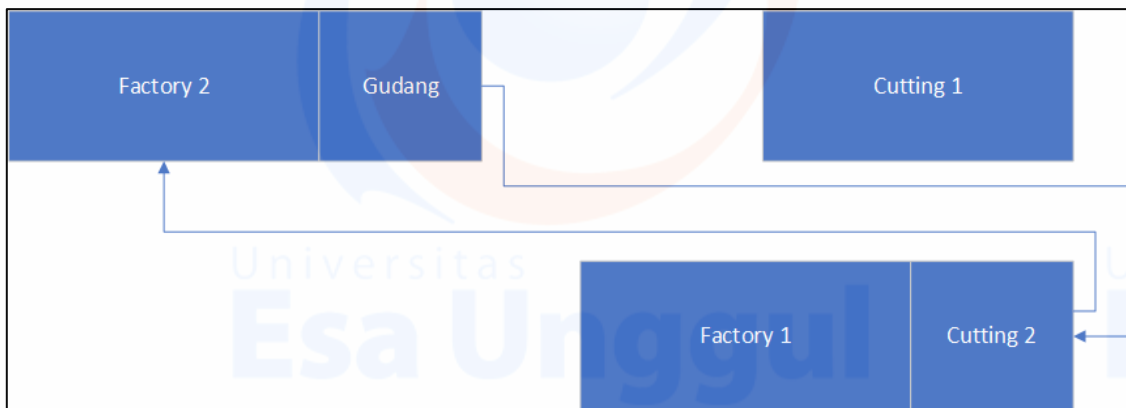 Factory 2
Gudang
Cutting 1
Universitas
Esa Unggul
Factory 1
Cutting 2